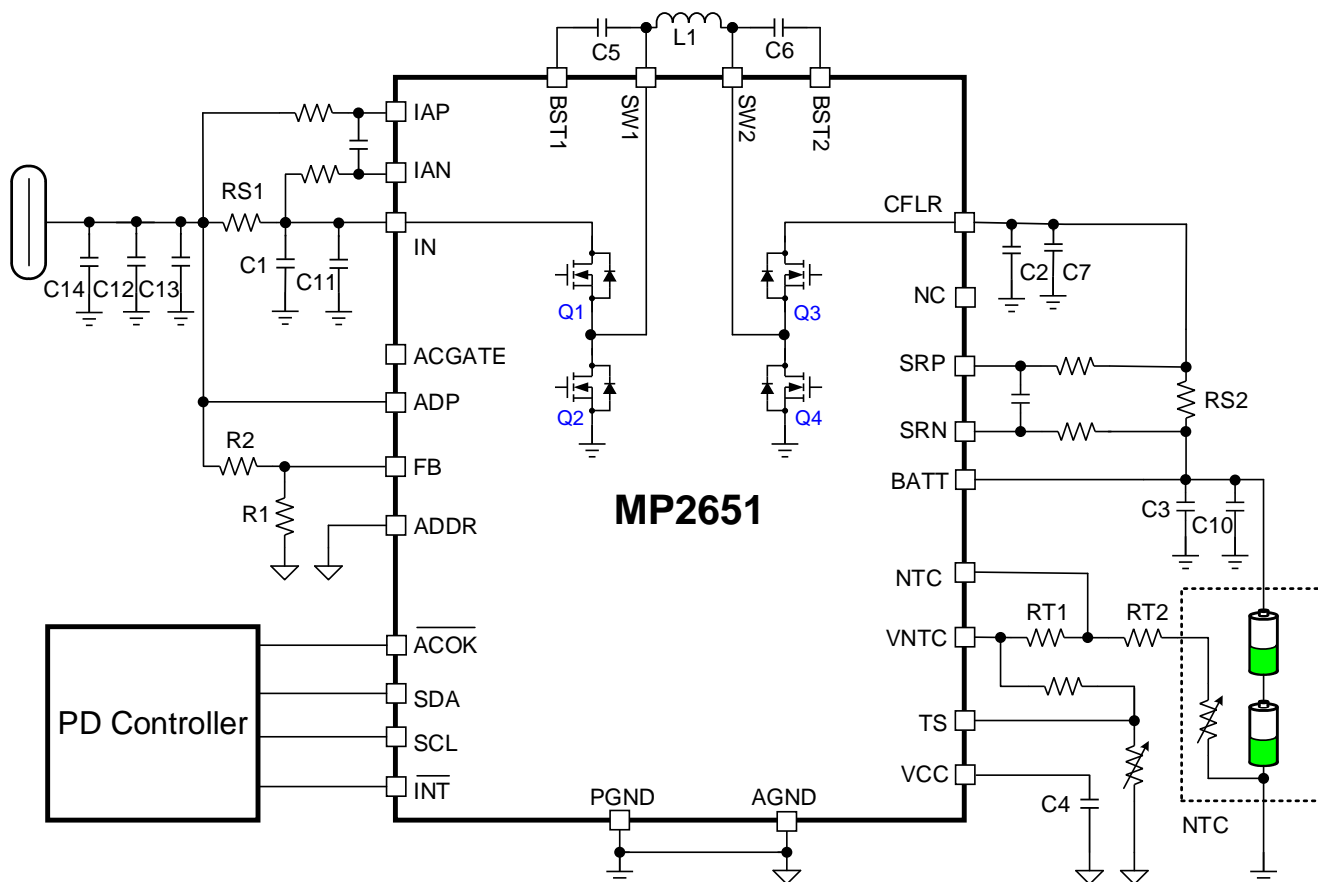 C5
L1
C6
BST1
SW1
SW2
BST2
IAP
IAN
RS1
IN
CFLR
C14
C12
C13
C1
C11
C2
C7
NC
Q1
Q3
ACGATE
SRP
ADP
RS2
Q2
Q4
SRN
R2
FB
BATT
MP2651
R1
ADDR
C3
C10
NTC
RT1
RT2
ACOK
VNTC
SDA
PD Controller
SCL
TS
INT
VCC
PGND
AGND
C4
NTC